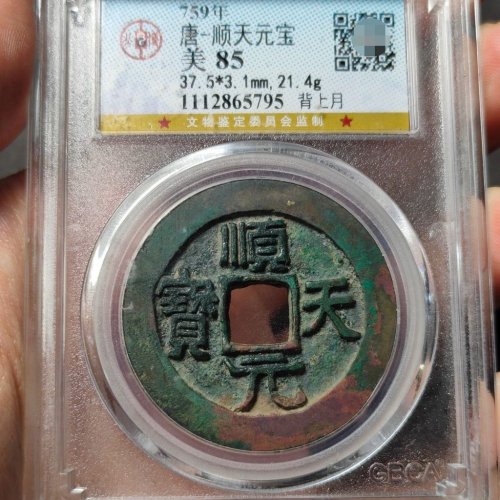 759年
唐-顺天元宝
美 85
37.5*3.1mm,21.4g
1112865795 背上月
★ 文物鉴定委员会监制 ★
順天元寶
GBCA